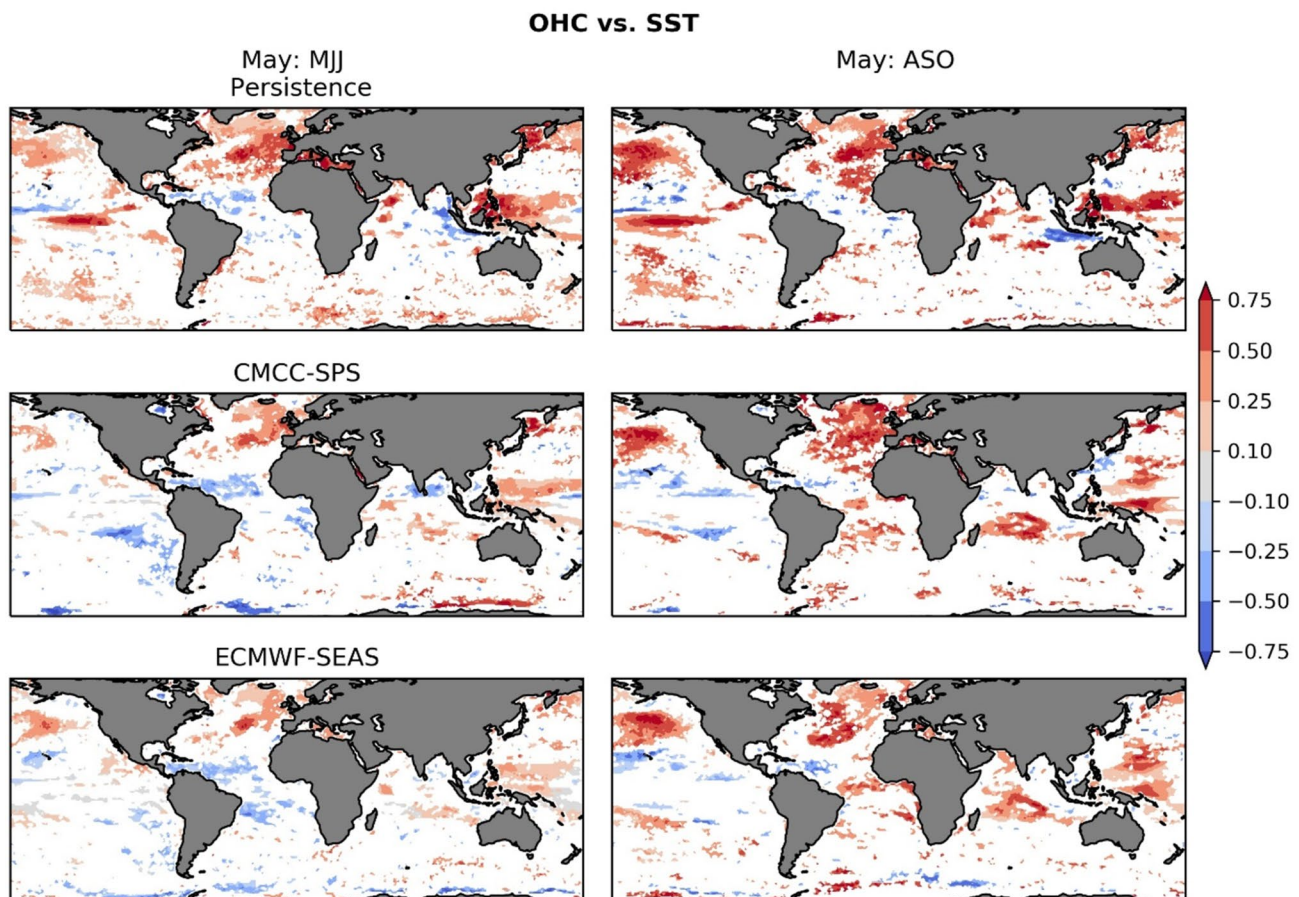 OHC vs. SST
May: MJJ
Persistence
May: ASO
CMCC-SPS
ECMWF-SEAS
0.75
0.50
0.25
0.10
−0.10
−0.25
−0.50
−0.75